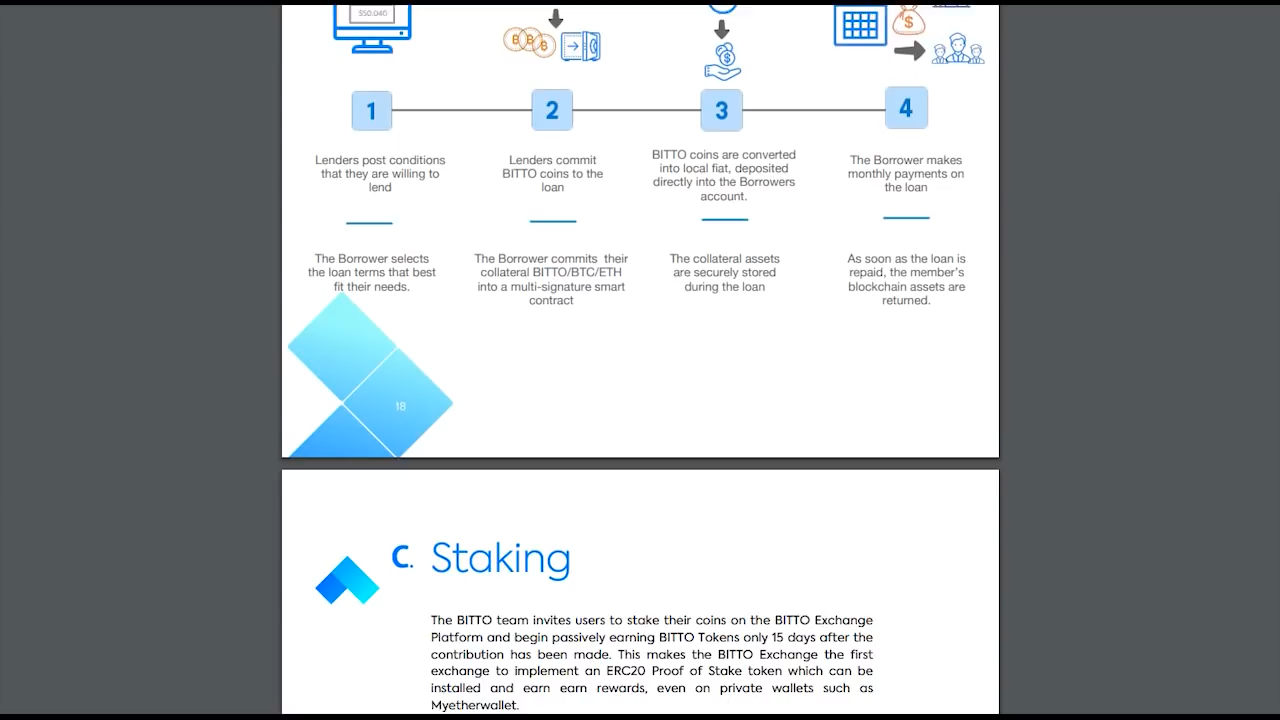 $50,040
1
2
3
4
Lenders post conditions
that they are willing to
lend
Lenders commit
BITTO coins to the
loan
BITTO coins are converted
into local fiat, deposited
directly into the Borrowers
account.
The Borrower makes
monthly payments on
the loan
The Borrower selects
the loan terms that best
fit their needs.
The Borrower commits their
collateral BITTO/BTC/ETH
into a multi-signature smart
contract
The collateral assets
are securely stored
during the loan
As soon as the loan is
repaid, the member's
blockchain assets are
returned.
18
C. Staking
The BITTO team invites users to stake their coins on the BITTO Exchange
Platform and begin passively earning BITTO Tokens only 15 days after the
contribution has been made. This makes the BITTO Exchange the first
exchange to implement an ERC20 Proof of Stake token which can be
installed and earn earn rewards, even on private wallets such as
Myetherwallet.